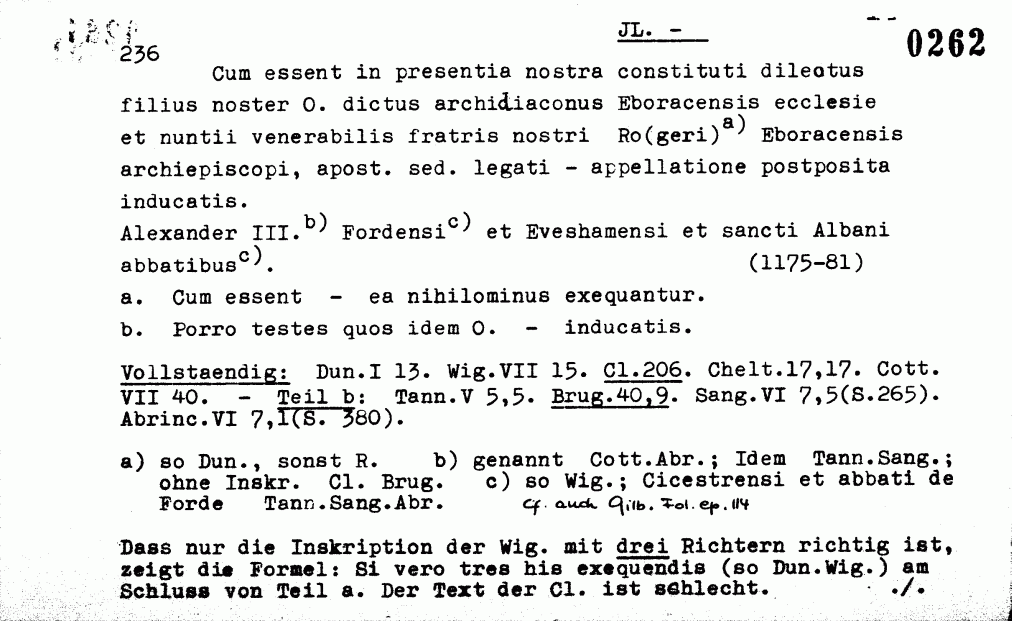 JL. -
0262
236
Cum essent in presentia nostra constituti dilectus
filius noster O. dictus archidiaconus Eboracensis ecclesie
et nuntii venerabilis fratris nostri Ro(geri)a) Eboracensis
archiepiscopi, apost. sed. legati - appellatione postposita
inducatis.
Alexander III.b) Fordensic) et Eveshamensi et sancti Albani
abbatibusc). (1175-81)
a. Cum essent - ea nihilominus exequantur.
b. Porro testes quos idem O. - inducatis.
Vollstaendig: Dun.I 13. Wig.VII 15. Cl.206. Chelt.17,17. Cott.
VII 40. - Teil b: Tann.V 5,5. Brug.40,9. Sang.VI 7,5(S.265).
Abrinc.VI 7,1(S. 380).
a) so Dun., sonst R. b) genannt Cott.Abr.; Idem Tann.Sang.;
ohne Inskr. Cl. Brug. c) so Wig.; Cicestrensi et abbati de
Forde Tann.Sang.Abr. Cf. auch Gilb. Fol. ep. 114
Dass nur die Inskription der Wig. mit drei Richtern richtig ist,
zeigt die Formel: Si vero tres his exequendis (so Dun.Wig.) am
Schluss von Teil a. Der Text der Cl. ist schlecht. ./.